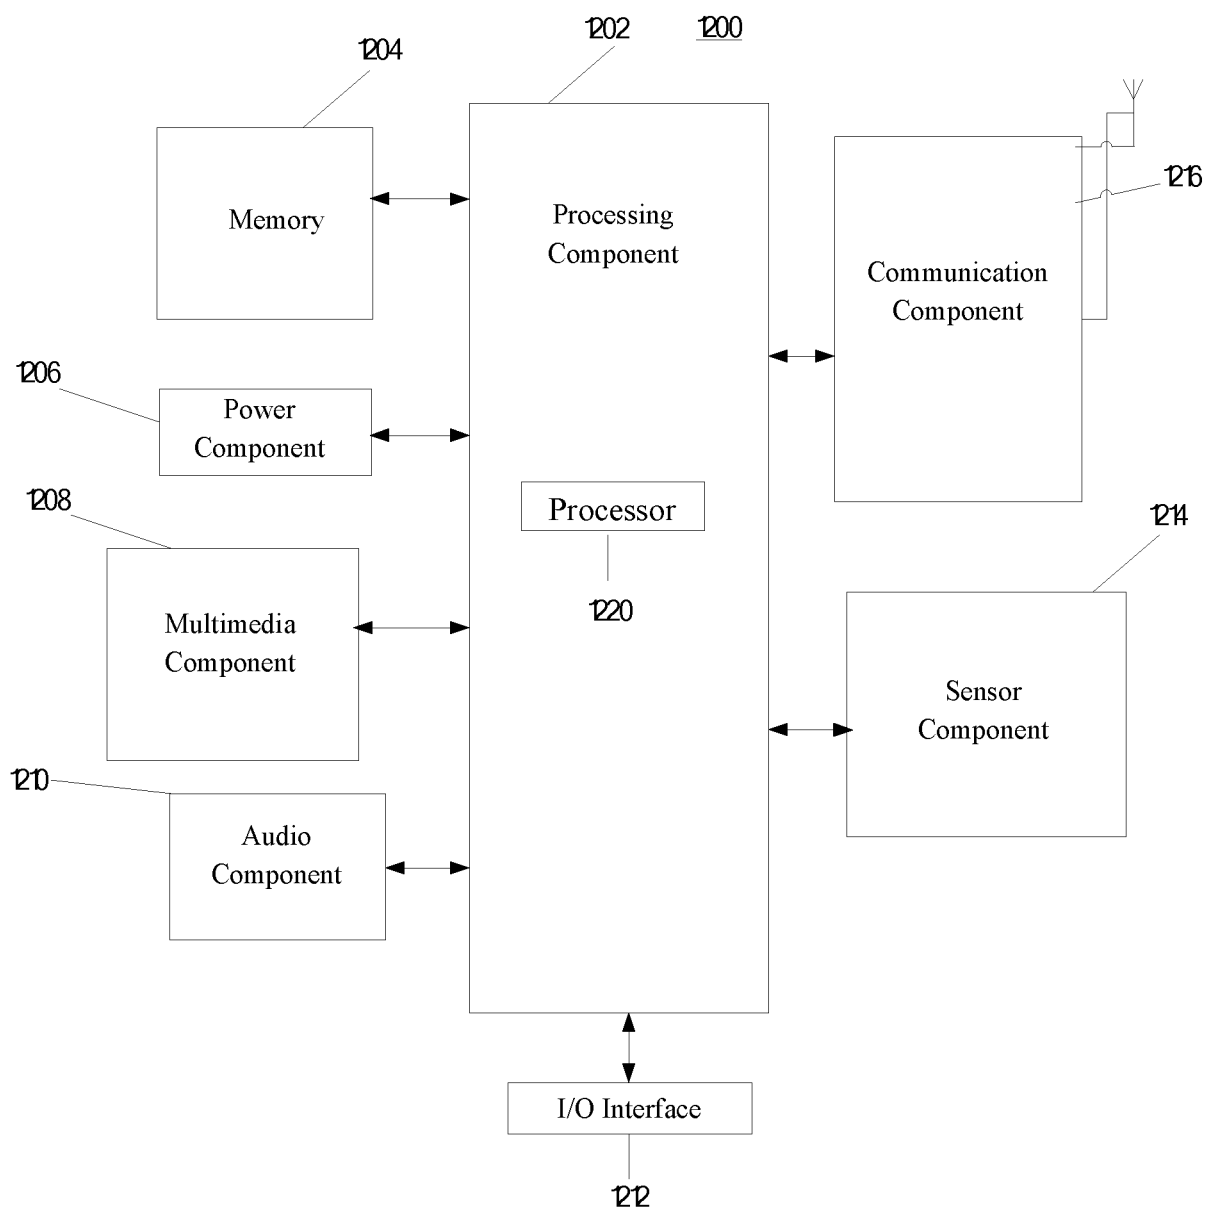 1200
1202
1204
Memory
Processing
Component
1216
Communication
Component
1206
Power
Component
1208
Processor
1220
1214
Multimedia
Component
Sensor
Component
1210
Audio
Component
I/O Interface
1212